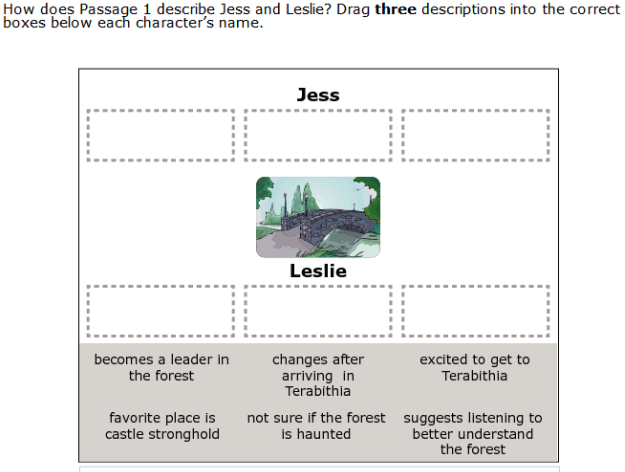 How does Passage 1 describe Jess and Leslie? Drag three descriptions into the correct
boxes below each character's name.
Jess
Leslie
becomes a leader in
the forest
changes after
arriving in
Terabithia
excited to get to
Terabithia
favorite place is
castle stronghold
not sure if the forest
is haunted
suggests listening to
better understand
the forest